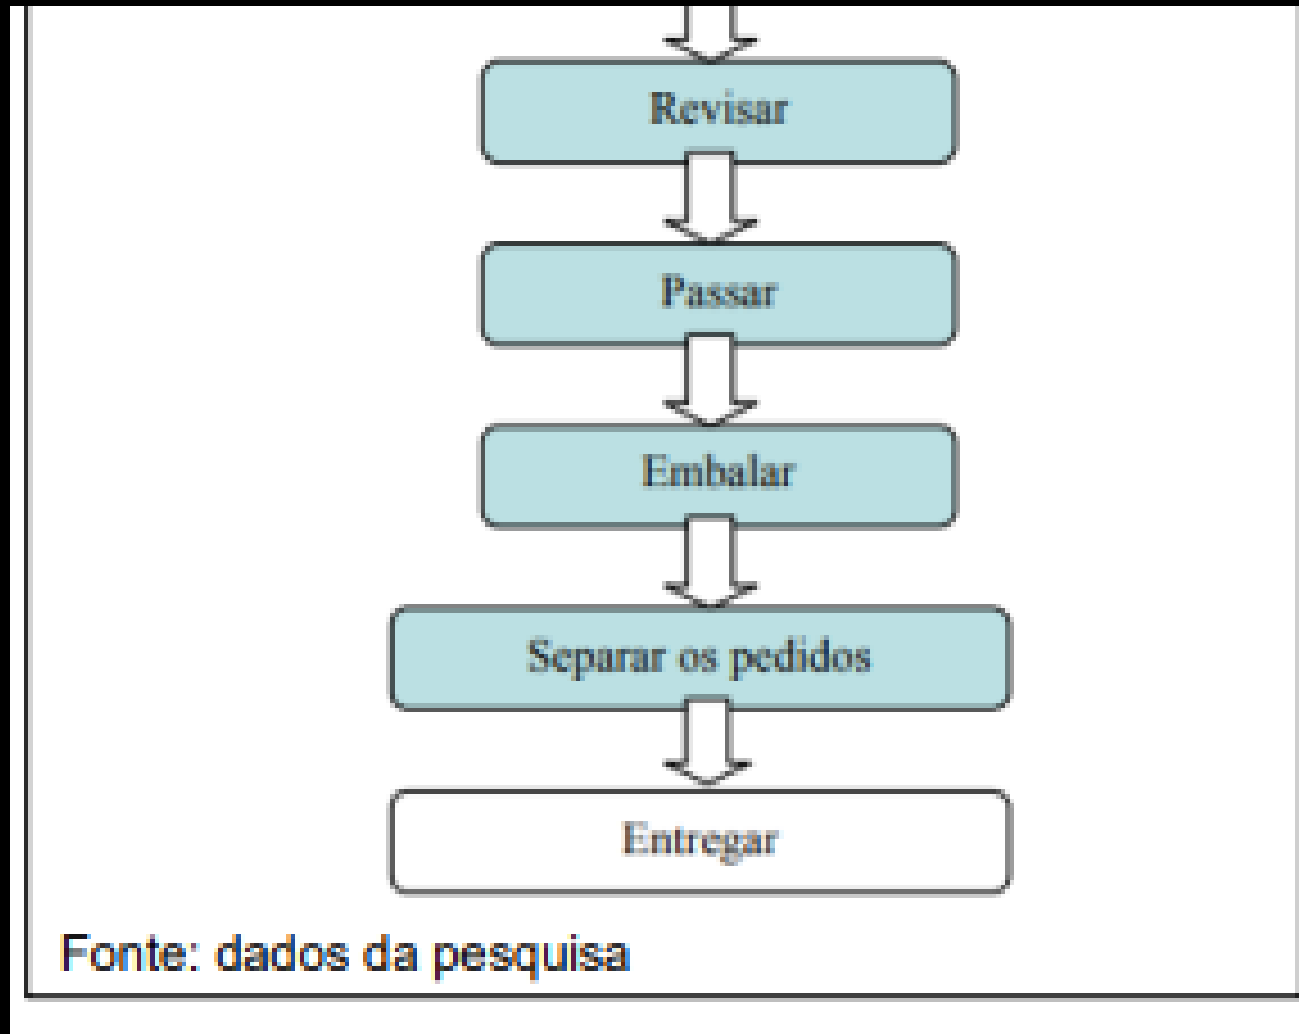 Revisar
Passar
Embalar
Separar os pedidos
Entregar
Fonte: dados da pesquisa